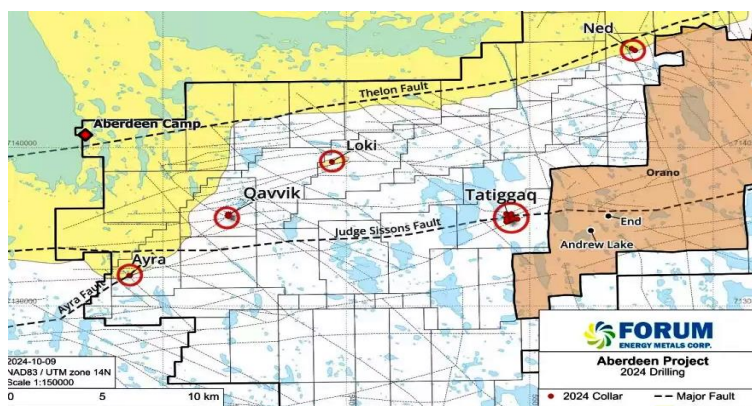 Ned
Thelon Fault
Aberdeen Camp
7140000
7140000
Loki
Orano
Qavvik
Tatiggaq
End
Judge Sissons Fault
Andrew Lake
Ayra
Ayra Fault
7130000
FORUM
ENERGY METALS CORP.
Aberdeen Project
2024 Drilling
2024-10-09
NAD83 / UTM zone 14N
Scale 1:150000
0 5 10 km
2024 Collar
Major Fault